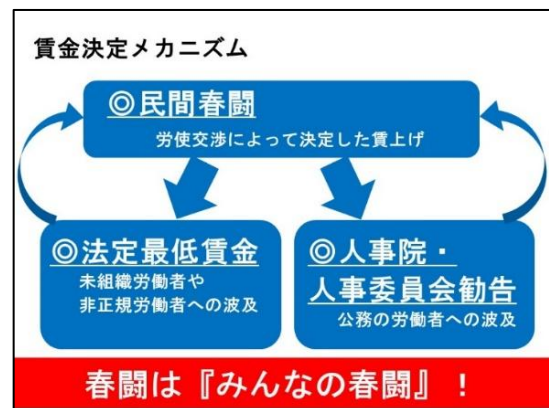 賃金決定メカニズム
◎民間春闘
労使交渉によって決定した賃上げ
◎法定最低賃金
未組織労働者や
非正規労働者への波及
◎人事院・
人事委員会勧告
公務の労働者への波及
春闘は『みんなの春闘』！